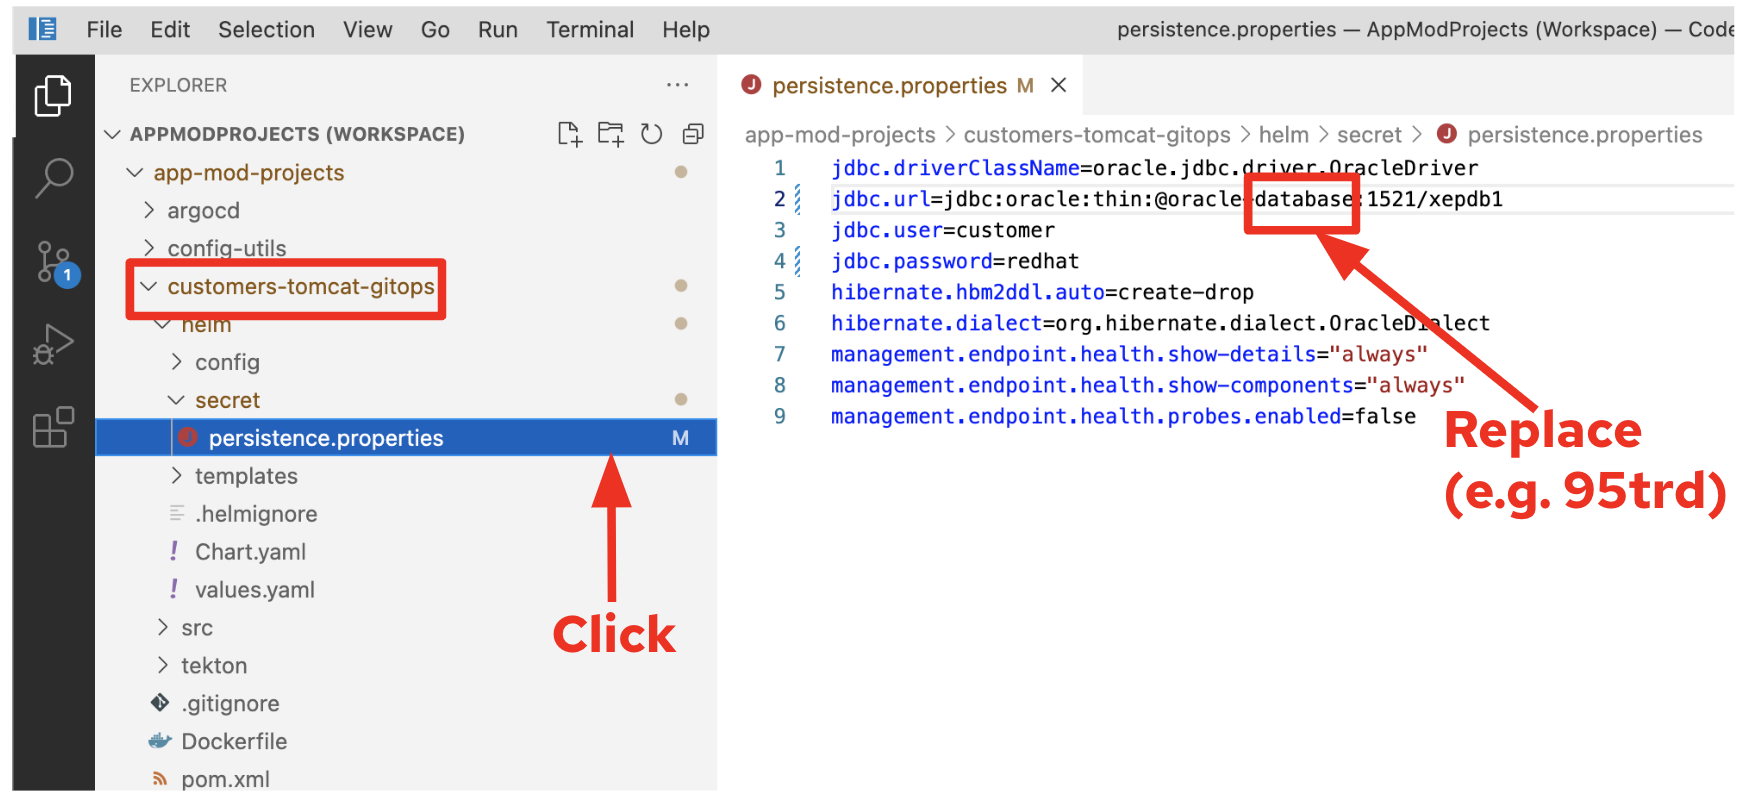 File Edit Selection View Go Run Terminal Help
persistence.properties — AppModProjects (Workspace) — Code
EXPLORER
APPMODPROJECTS (WORKSPACE)
app-mod-projects
argocd
config-utils
customers-tomcat-gitops
helm
config
secret
J persistence.properties M
templates
.helmignore
! Chart.yaml
! values.yaml
src
tekton
.gitignore
Dockerfile
pom.xml
1
Click
J persistence.properties M
app-mod-projects > customers-tomcat-gitops > helm > secret > J persistence.properties
1 jdbc.driverClassName=oracle.jdbc.driver.OracleDriver
2 jdbc.url=jdbc:oracle:thin:@oracle-database:1521/xepdb1
3 jdbc.user=customer
4 jdbc.password=redhat
5 hibernate.hbm2ddl.auto=create-drop
6 hibernate.dialect=org.hibernate.dialect.OracleDialect
7 management.endpoint.health.show-details="always"
8 management.endpoint.health.show-components="always"
9 management.endpoint.health.probes.enabled=false
Replace
(e.g. 95trd)